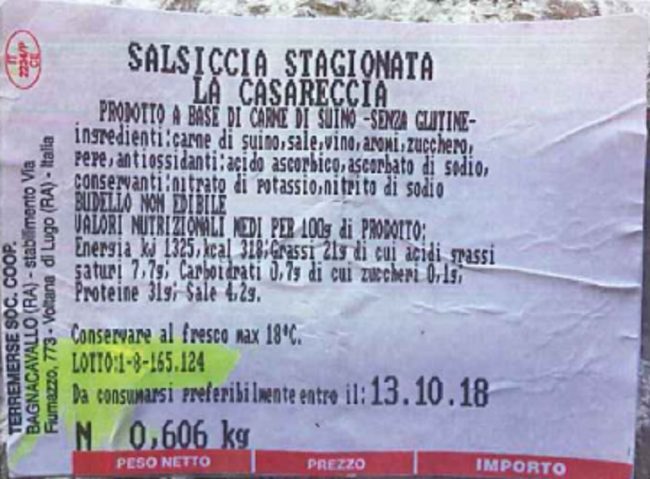 IT
2234/P
CE
SALSICCIA STAGIONATA
LA CASARECCIA
PRODOTTO A BASE DI CARNE DI SUINO -SENZA GLUTINE-
ingredienti:carne di suino,sale,vino,aromi,zucchero,
pepe,antiossidanti:acido ascorbico,ascorbato di sodio,
conservanti:nitrato di potassio,nitrito di sodio
BUDELLO NON EDIBILE
VALORI NUTRIZIONALI MEDI PER 100g di PRODOTTO:
Energia kJ 1325,kcal 318;Grassi 21g di cui acidi grassi
saturi 7,7g; Carboidrati 0,7g di cui zuccheri 0,1g;
Proteine 31g; Sale 4,2g.
Conservare al fresco max 18°C.
LOTTO:1-8-165.124
Da consumarsi preferibilmente entro il: 13.10.18
N 0,606 kg
PESO NETTO
PREZZO
IMPORTO
TERREMERSE SOC. COOP.
BAGNACAVALLO (RA) - stabilimento Via
Fiumazzo, 773 - Voltana di Lugo (RA) - Italia